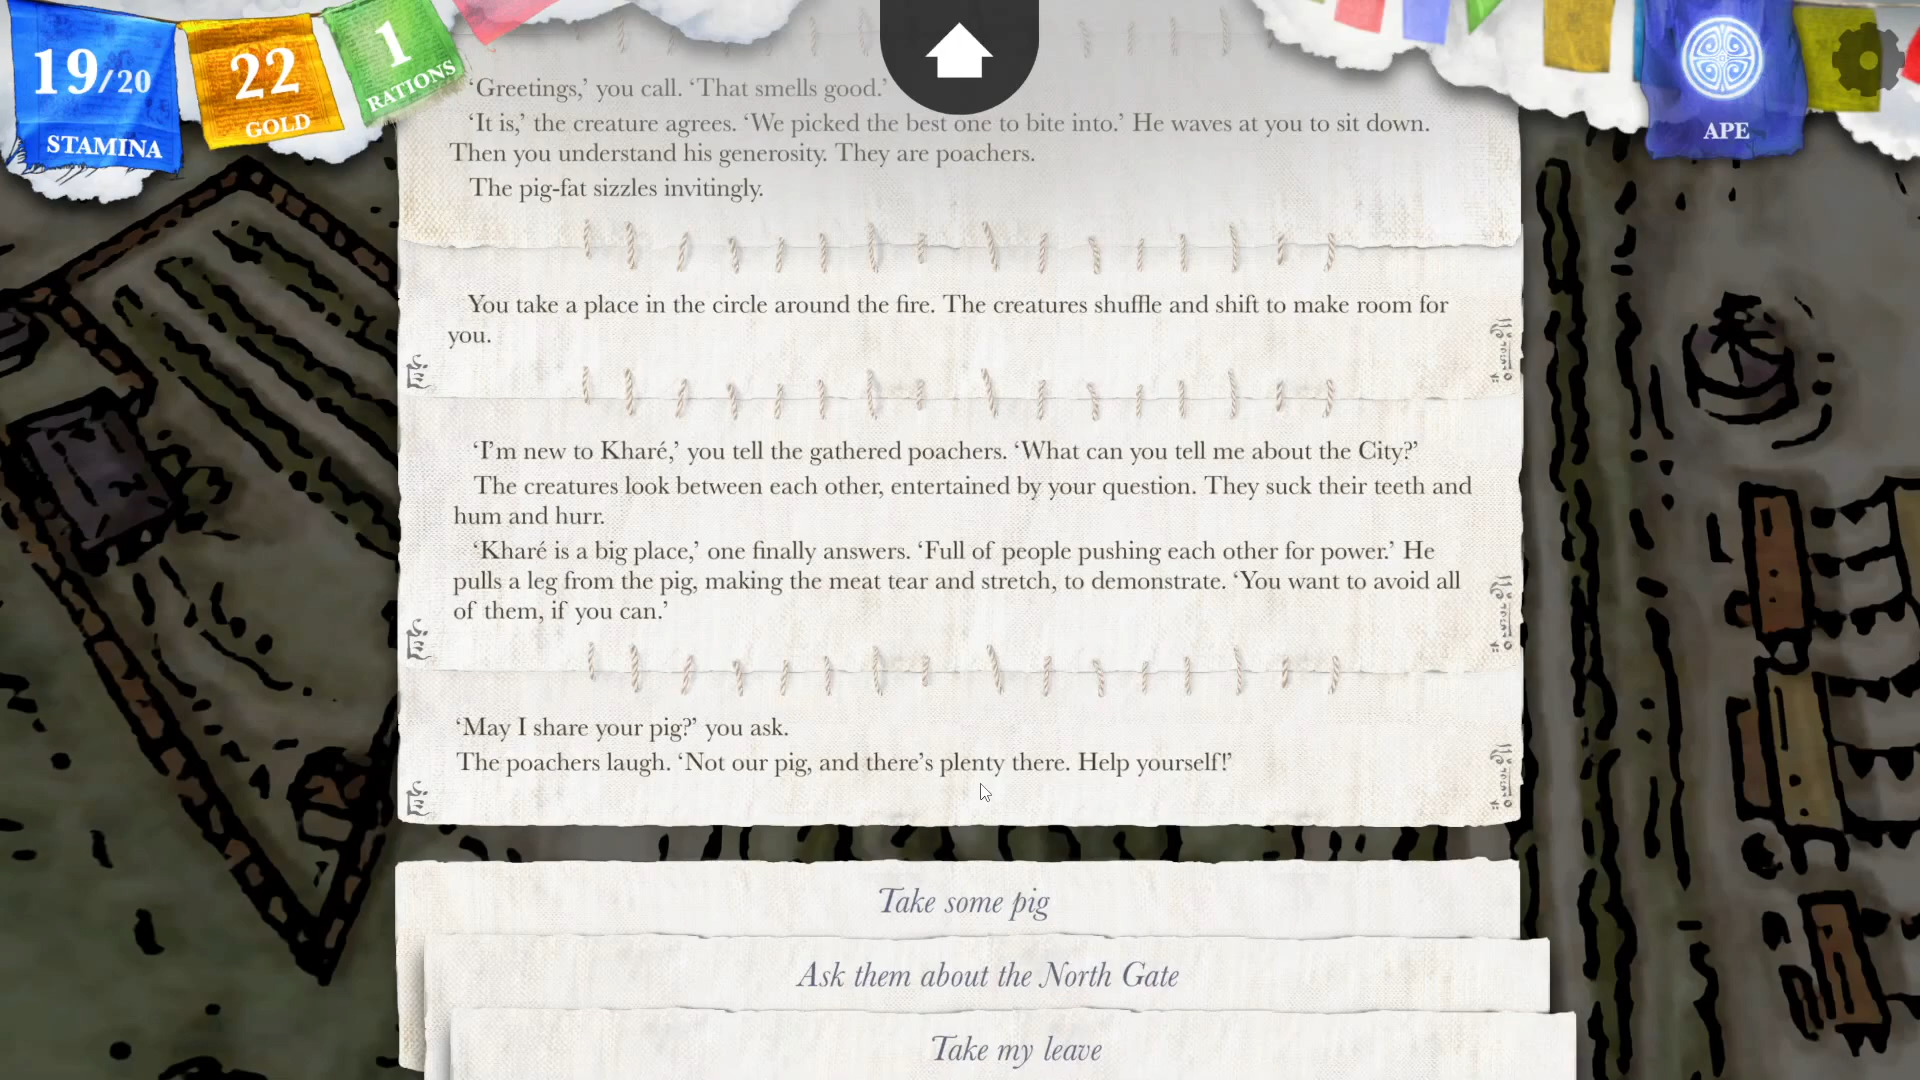 19/20
STAMINA
22
GOLD
1
RATIONS
APE
‘Greetings,’ you call. ‘That smells good.’
‘It is,’ the creature agrees. ‘We picked the best one to bite into.’ He waves at you to sit down.
Then you understand his generosity. They are poachers.
The pig-fat sizzles invitingly.
You take a place in the circle around the fire. The creatures shuffle and shift to make room for
you.
‘I’m new to Kharé,’ you tell the gathered poachers. ‘What can you tell me about the City?’
The creatures look between each other, entertained by your question. They suck their teeth and
hum and hurr.
‘Kharé is a big place,’ one finally answers. ‘Full of people pushing each other for power.’ He
pulls a leg from the pig, making the meat tear and stretch, to demonstrate. ‘You want to avoid all
of them, if you can.’
‘May I share your pig?’ you ask.
The poachers laugh. ‘Not our pig, and there’s plenty there. Help yourself!’
Take some pig
Ask them about the North Gate
Take my leave